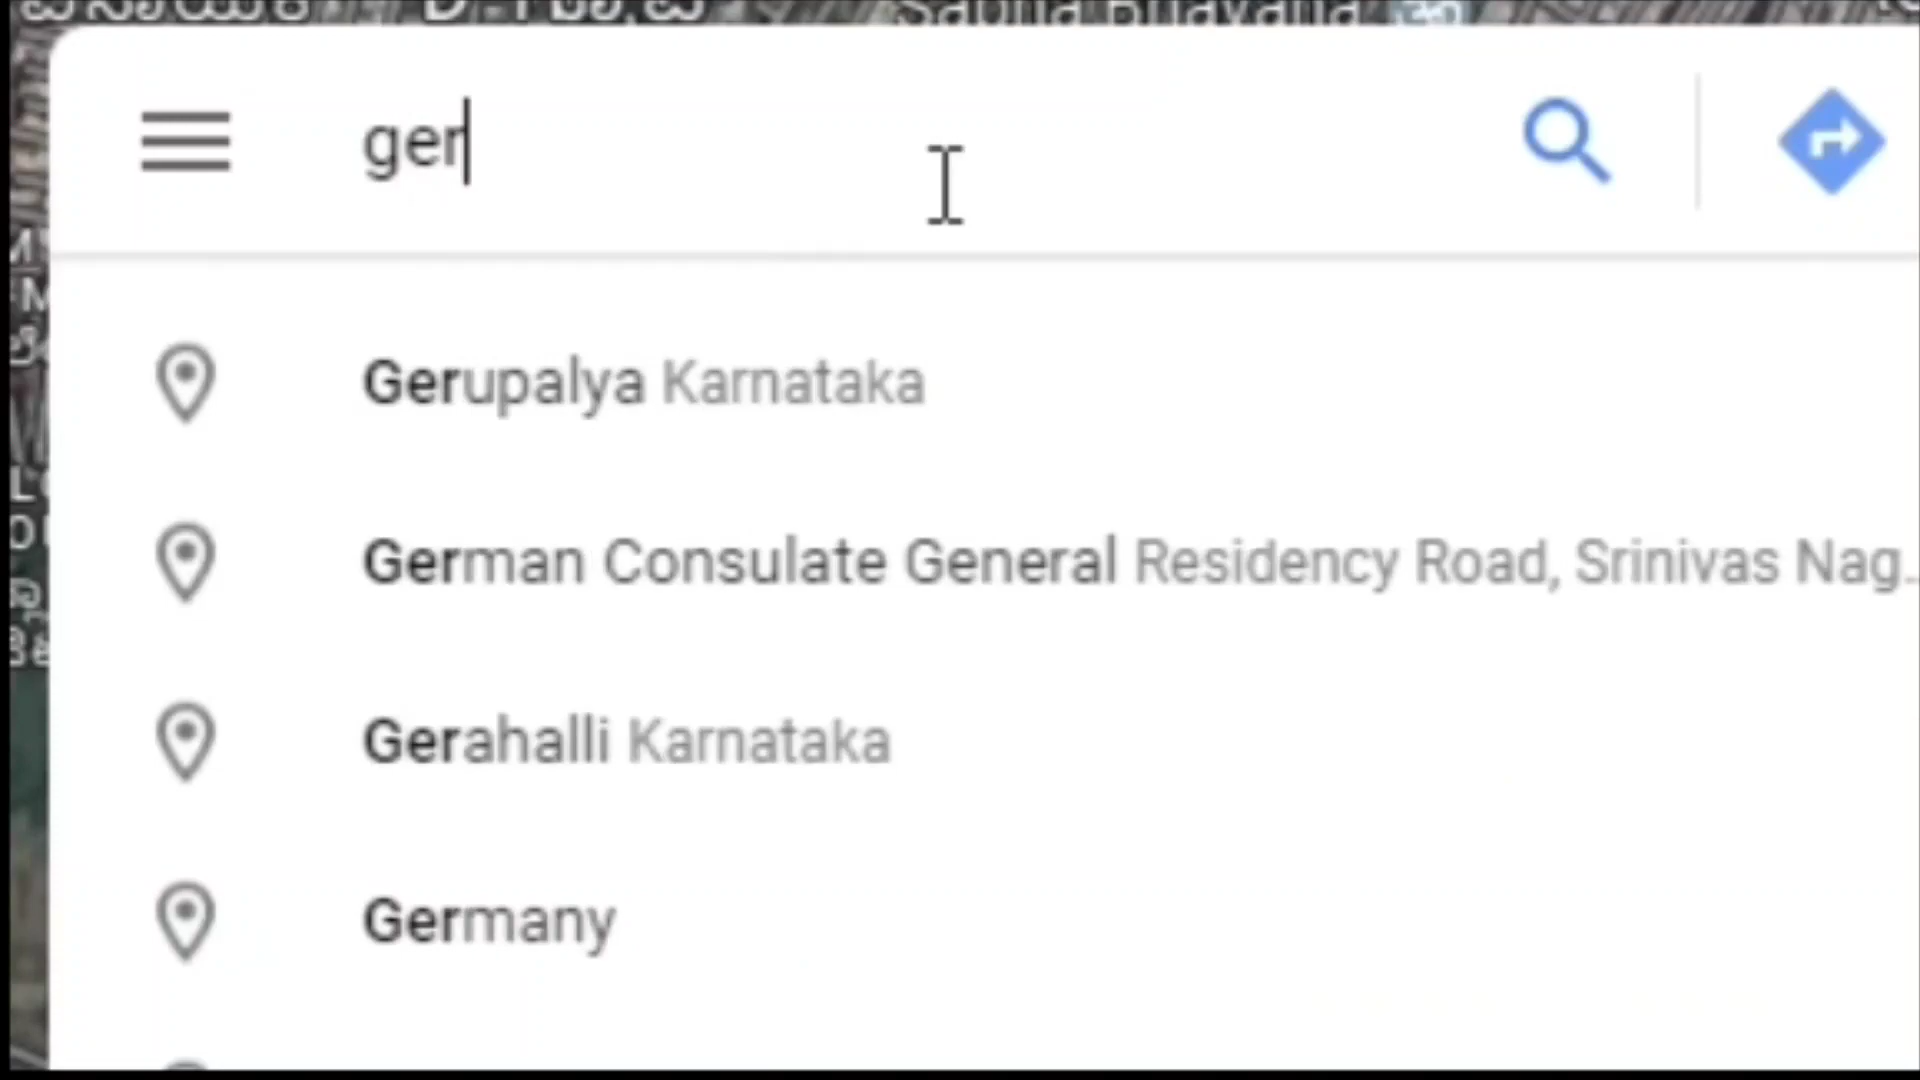 ger
Gerupalya Karnataka
German Consulate General Residency Road, Srinivas Nag...
Gerahalli Karnataka
Germany